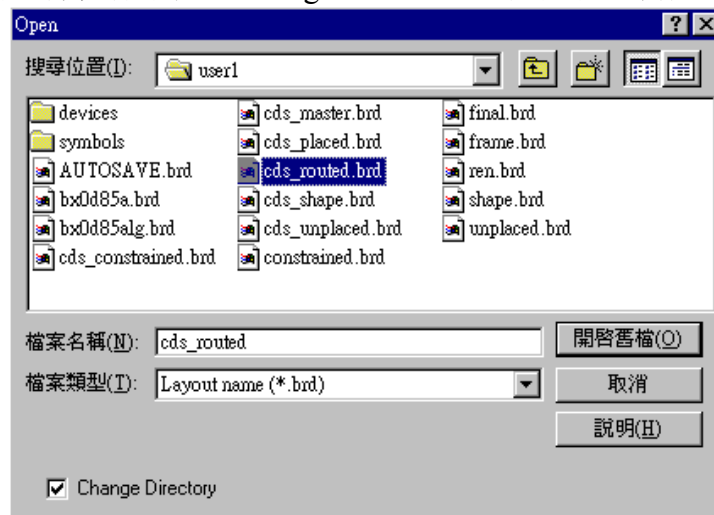 Open
搜尋位置(I): user1
devices cds_master.brd final.brd
symbols cds_placed.brd frame.brd
AUTOSAVE.brd cds_routed.brd ren.brd
bx0d85a.brd cds_shape.brd shape.brd
bx0d85alg.brd cds_unplaced.brd unplaced.brd
cds_constrained.brd constrained.brd
檔案名稱(N): cds_routed 開啓舊檔(O)
檔案類型(T): Layout name (*.brd) 取消
說明(H)
Change Directory